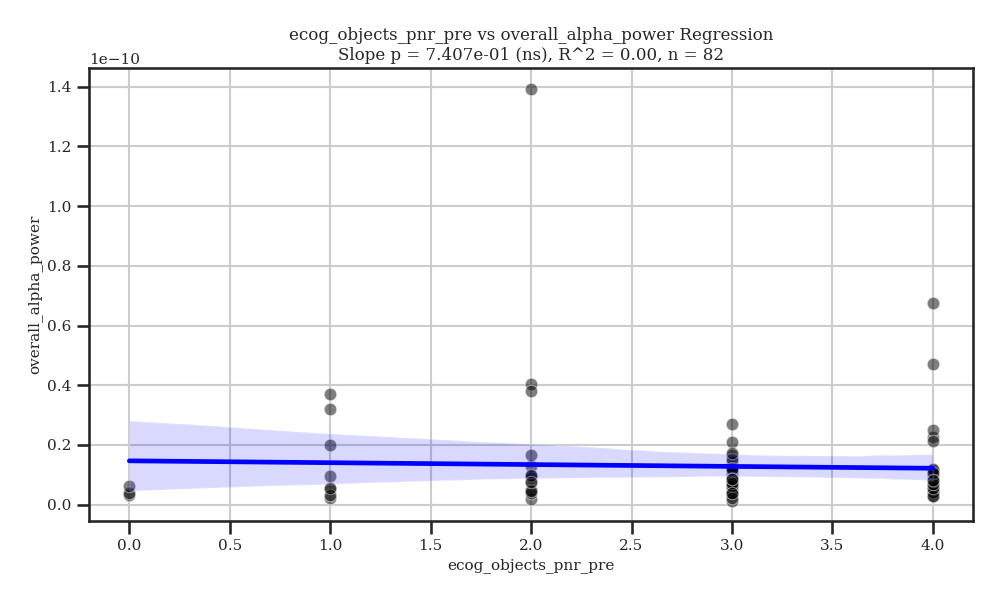 ecog_objects_pnr_pre vs overall_alpha_power Regression
Slope p = 7.407e-01 (ns), R^2 = 0.00, n = 82
1e−10
1.4
1.2
1.0
0.8
0.6
0.4
0.2
0.0
overall_alpha_power
0.0 0.5 1.0 1.5 2.0 2.5 3.0 3.5 4.0
ecog_objects_pnr_pre